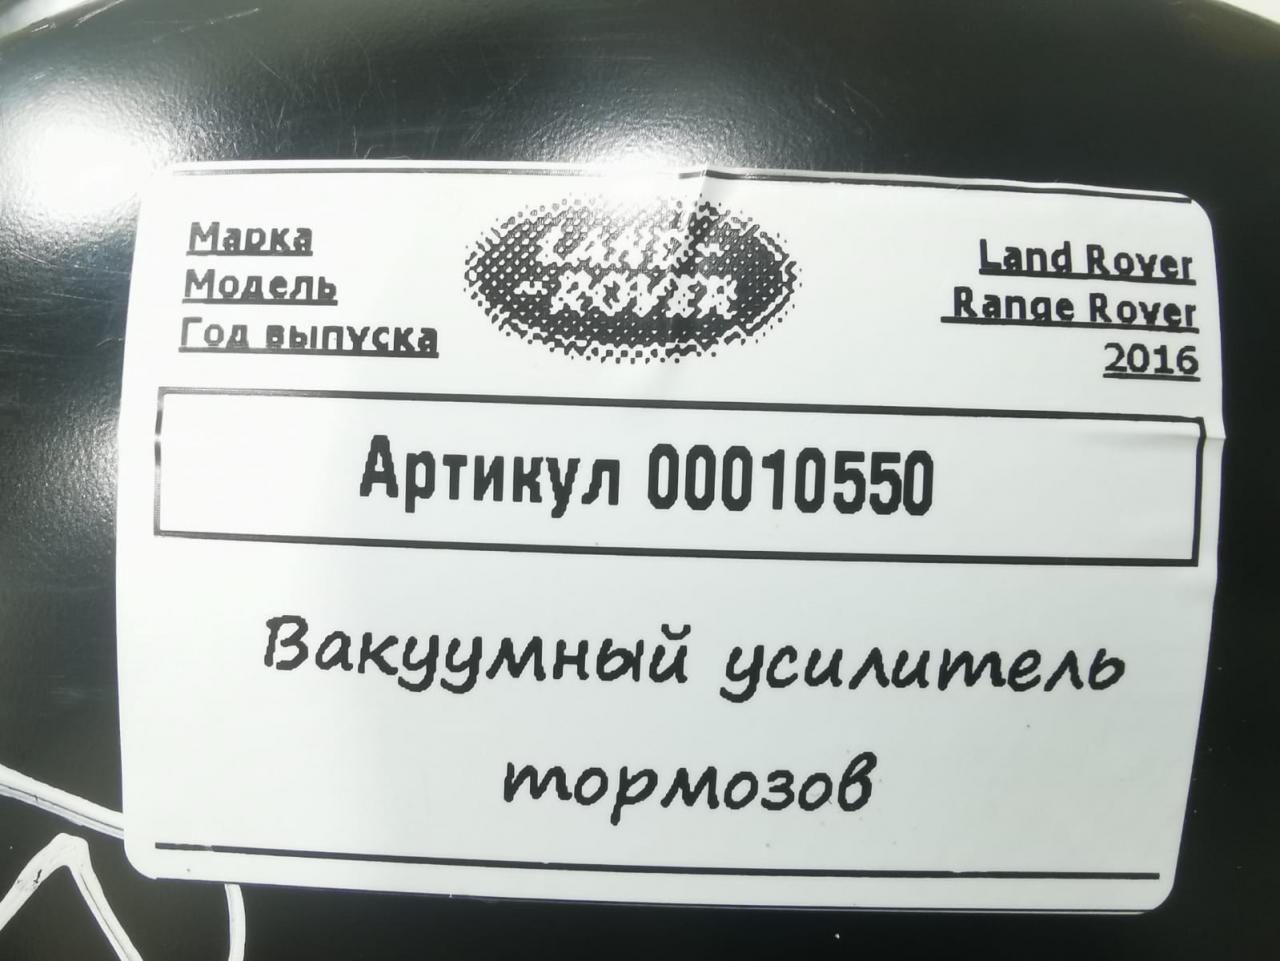 Марка
Модель
Год выпуска
LAND-
-ROVER
Land Rover
Range Rover
2016
Артикул 00010550
Вакуумный усилитель
тормозов